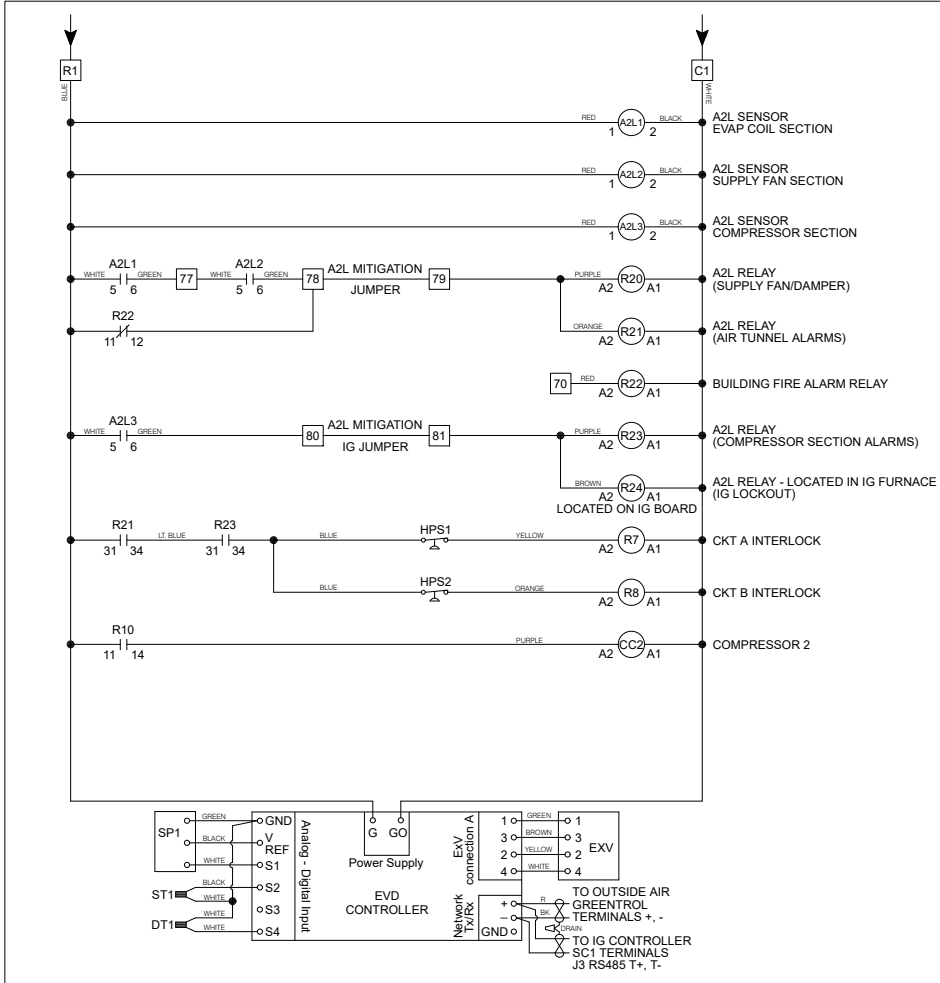 R1
C1
BLUE
WHITE
RED A2L1 BLACK A2L SENSOR
1 2 EVAP COIL SECTION
RED A2L2 BLACK A2L SENSOR
1 2 SUPPLY FAN SECTION
RED A2L3 BLACK A2L SENSOR
1 2 COMPRESSOR SECTION
A2L1 A2L2 A2L MITIGATION
WHITE GREEN 77 WHITE GREEN 78 79 PURPLE R20 A2L RELAY
5 6 5 6 JUMPER A2 A1 (SUPPLY FAN/DAMPER)
R22 ORANGE R21 A2L RELAY
11 12 A2 A1 (AIR TUNNEL ALARMS)
70 RED R22 BUILDING FIRE ALARM RELAY
A2 A1
A2L3 A2L MITIGATION
WHITE GREEN 80 81 PURPLE R23 A2L RELAY
5 6 IG JUMPER A2 A1 (COMPRESSOR SECTION ALARMS)
BROWN R24 A2L RELAY - LOCATED IN IG FURNACE
A2 A1 (IG LOCKOUT)
LOCATED ON IG BOARD
R21 LT. BLUE R23 BLUE HPS1 YELLOW R7 CKT A INTERLOCK
31 34 31 34 A2 A1
BLUE HPS2 ORANGE R8 CKT B INTERLOCK
A2 A1
R10 PURPLE CC2 COMPRESSOR 2
11 14 A2 A1
SP1
GREEN GND
BLACK V REF
WHITE S1
ST1 BLACK S2
WHITE
S3
DT1 WHITE
WHITE S4
Analog - Digital Input
G GO
Power Supply
EVD
CONTROLLER
ExV
connection A
1 GREEN 1
3 BROWN 3
2 YELLOW 2
4 WHITE 4
EXV
Network
Tx/Rx
+ R
– BK
GND
DRAIN
TO OUTSIDE AIR
GREENTROL
TERMINALS +, -
TO IG CONTROLLER
SC1 TERMINALS
J3 RS485 T+, T-